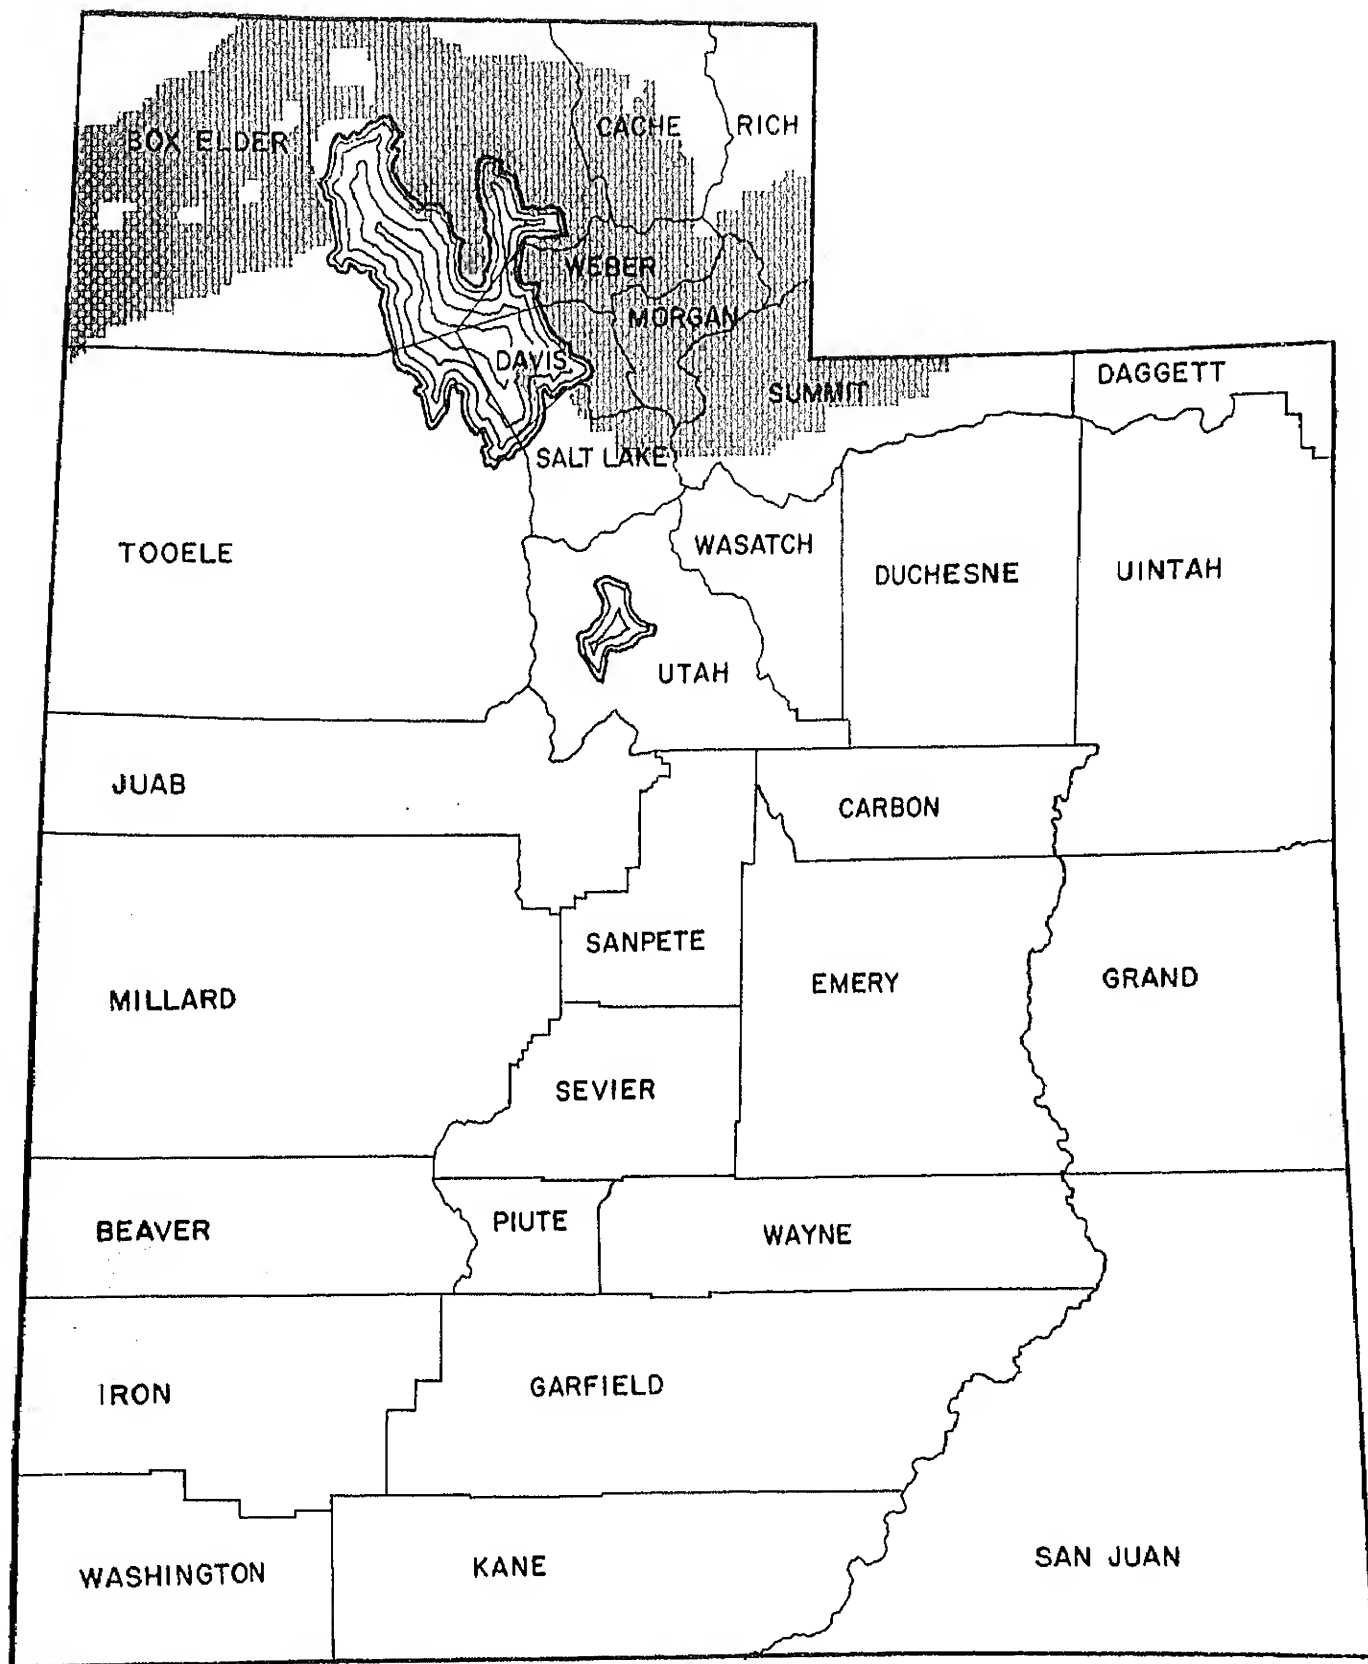 BOX ELDER
CACHE
RICH
WEBER
MORGAN
DAVIS
SUMMIT
DAGGETT
SALT LAKE
TOOELE
WASATCH
DUCHESNE
UINTAH
UTAH
JUAB
CARBON
SANPETE
MILLARD
EMERY
GRAND
SEVIER
BEAVER
PIUTE
WAYNE
IRON
GARFIELD
WASHINGTON
KANE
SAN JUAN